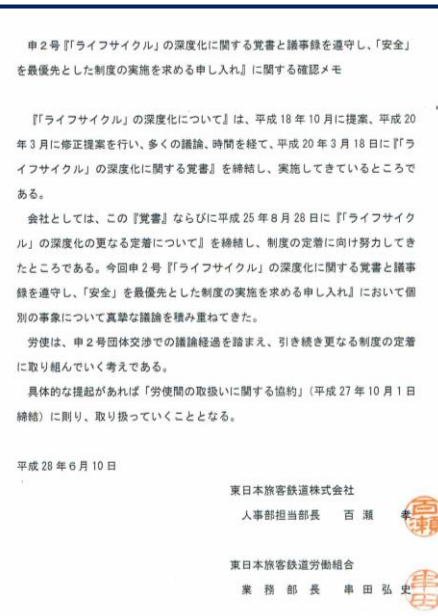 申2号『「ライフサイクル」の深度化に関する覚書と議事録を遵守し、「安全」
を最優先とした制度の実施を求める申し入れ』に関する確認メモ
『「ライフサイクル」の深度化について』は、平成18年10月に提案、平成20
年3月に修正提案を行い、多くの議論、時間を経て、平成20年3月18日に『「ラ
イフサイクル」の深度化に関する覚書』を締結し、実施してきているところで
ある。
会社としては、この『覚書』ならびに平成25年8月28日に『「ライフサイク
ル」の深度化の更なる定着について』を締結し、制度の定着に向け努力してき
たところである。今回申2号『「ライフサイクル」の深度化に関する覚書と議事
録を遵守し、「安全」を最優先とした制度の実施を求める申し入れ』において個
別の事象について真摯な議論を積み重ねてきた。
労使は、申2号団体交渉での議論経過を踏まえ、引き続き更なる制度の定着
に取り組んでいく考えである。
具体的な提起があれば「労使間の取扱いに関する協約」(平成27年10月1日
締結)に則り、取り扱っていくこととなる。
平成28年6月10日
東日本旅客鉄道株式会社
人事部担当部長 百瀬 孝
百瀬
東日本旅客鉄道労働組合
業務部長 串田弘史
串田